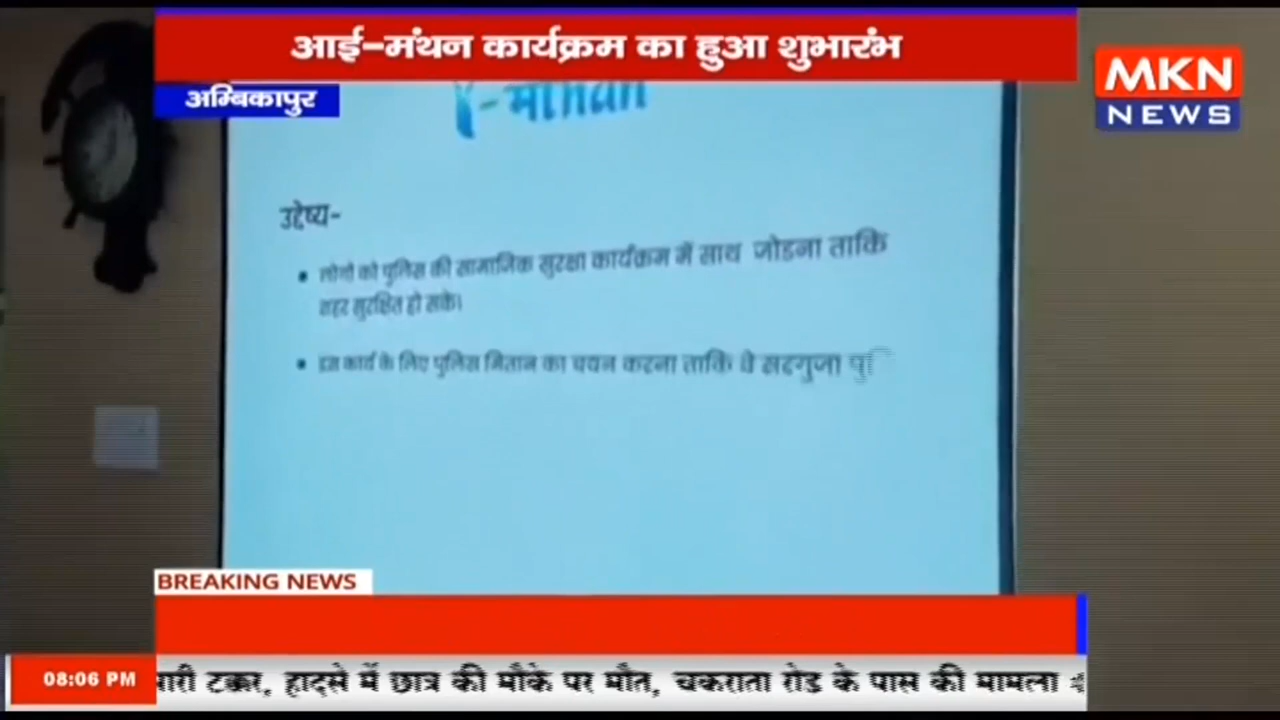 आई-मंथन कार्यक्रम का हुआ शुभारंभ
MKN
NEWS
अम्बिकापुर
उद्देष्य-
• लोगो को पुलिस की सामाजिक सुरक्षा कार्यक्रम में साथ जोडना ताकि
शहर सुरक्षित हो सके।
• इस कार्य के लिए पुलिस मितान का चयन करना ताकि वे सरगुजा
BREAKING NEWS
08:06 PM
मारी टक्कर, हादसे में छात्र की मौके पर मौत, चकराता रोड के पास की मामला